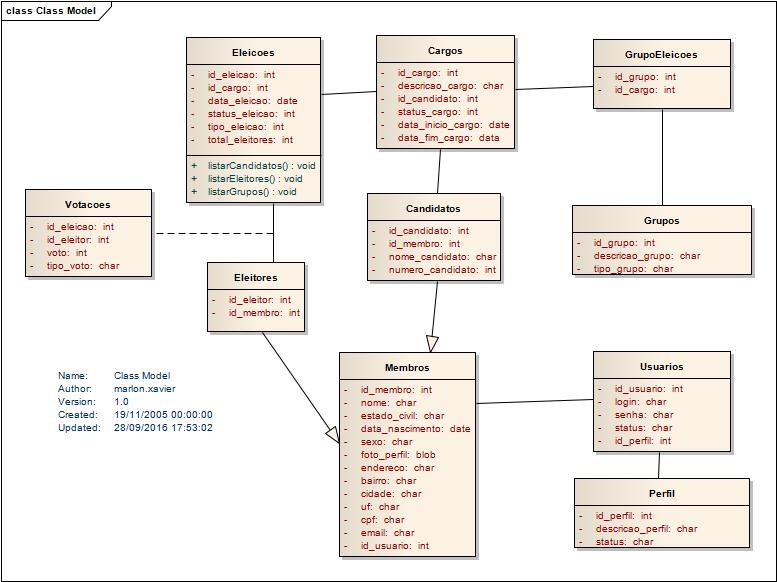 class Class Model
Eleicoes
- id_eleicao: int
- id_cargo: int
- data_eleicao: date
- status_eleicao: int
- tipo_eleicao: int
- total_eleitores: int
+ listarCandidatos() : void
+ listarEleitores() : void
+ listarGrupos() : void
Cargos
- id_cargo: int
- descricao_cargo: char
- id_candidato: int
- status_cargo: int
- data_inicio_cargo: date
- data_fim_cargo: data
GrupoEleicoes
- id_grupo: int
- id_cargo: int
Votacoes
- id_eleicao: int
- id_eleitor: int
- voto: int
- tipo_voto: char
Candidatos
- id_candidato: int
- id_membro: int
- nome_candidato: char
- numero_candidato: int
Grupos
- id_grupo: int
- descricao_grupo: char
- tipo_grupo: char
Eleitores
- id_eleitor: int
- id_membro: int
Membros
- id_membro: int
- nome: char
- estado_civil: char
- data_nascimento: date
- sexo: char
- foto_perfil: blob
- endereco: char
- bairro: char
- cidade: char
- uf: char
- cpf: char
- email: char
- id_usuario: int
Usuarios
- id_usuario: int
- login: char
- senha: char
- status: char
- id_perfil: int
Perfil
- id_perfil: int
- descricao_perfil: char
- status: char
Name: Class Model
Author: marlon.xavier
Version: 1.0
Created: 19/11/2005 00:00:00
Updated: 28/09/2016 17:53:02